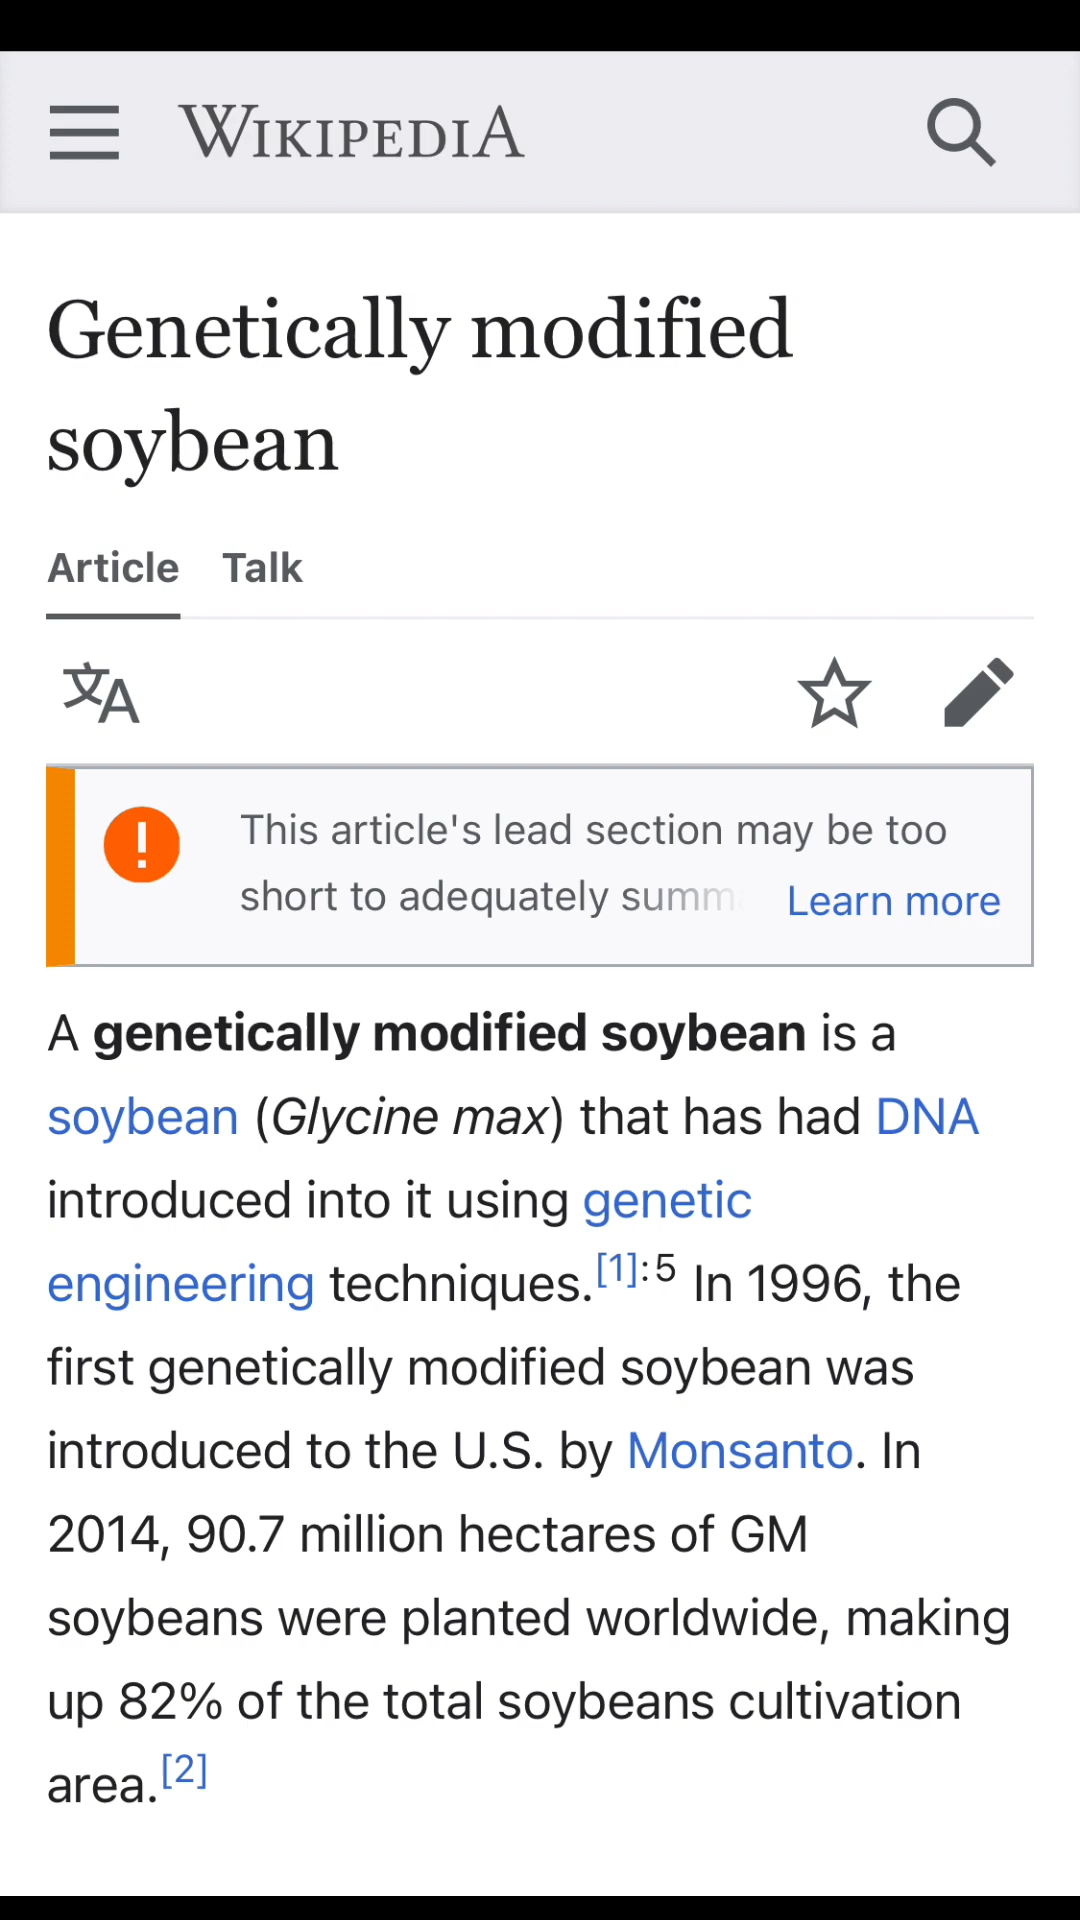 WIKIPEDIA
Genetically modified
soybean
Article Talk
文A
This article's lead section may be too
short to adequately summa Learn more
A genetically modified soybean is a
soybean (Glycine max) that has had DNA
introduced into it using genetic
engineering techniques.[1]:5 In 1996, the
first genetically modified soybean was
introduced to the U.S. by Monsanto. In
2014, 90.7 million hectares of GM
soybeans were planted worldwide, making
up 82% of the total soybeans cultivation
area.[2]